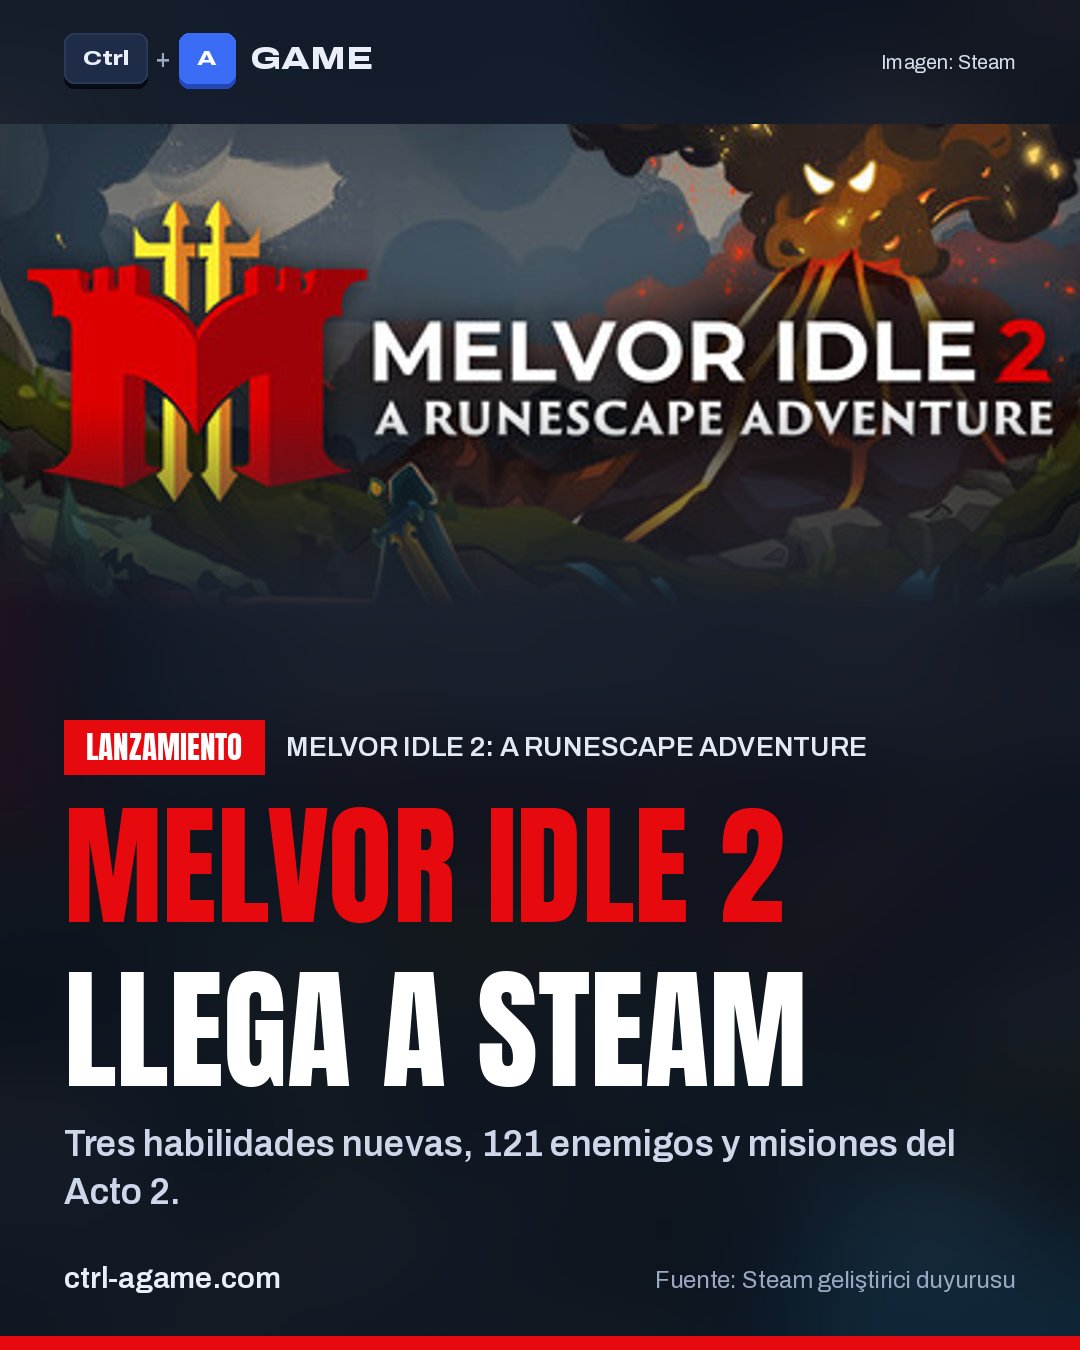 Ctrl + A GAME
Imagen: Steam
MELVOR IDLE 2
A RUNESCAPE ADVENTURE
LANZAMIENTO
MELVOR IDLE 2: A RUNESCAPE ADVENTURE
MELVOR IDLE 2
LLEGA A STEAM
Tres habilidades nuevas, 121 enemigos y misiones del
Acto 2.
ctrl-agame.com
Fuente: Steam geliştirici duyurusu